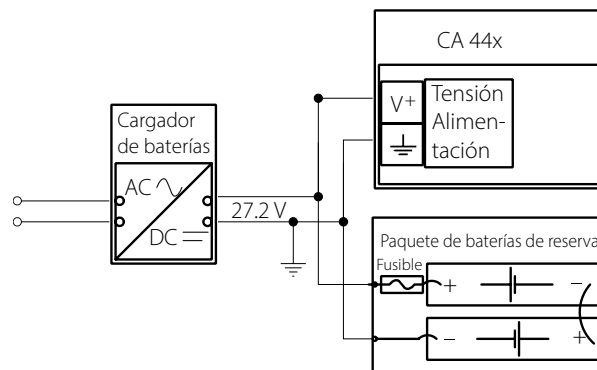 CA 44x
V+
Tensión
Alimen-
tación
Cargador
de baterías
AC
DC
27.2 V
Paquete de baterías de reserva
Fusible
+ −
− +